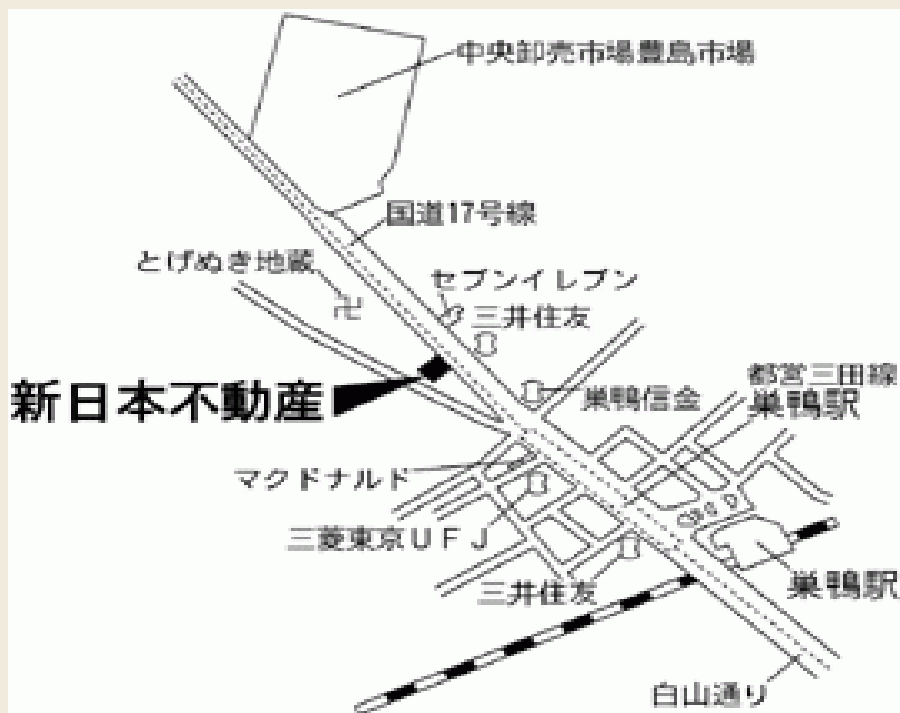 中央卸売市場豊島市場
国道17号線
とげぬき地蔵
卍
セブンイレブン
三井住友
都営三田線
巣鴨駅
新日本不動産
巣鴨信金
マクドナルド
三菱東京ＵＦＪ
三井住友
巣鴨駅
白山通り